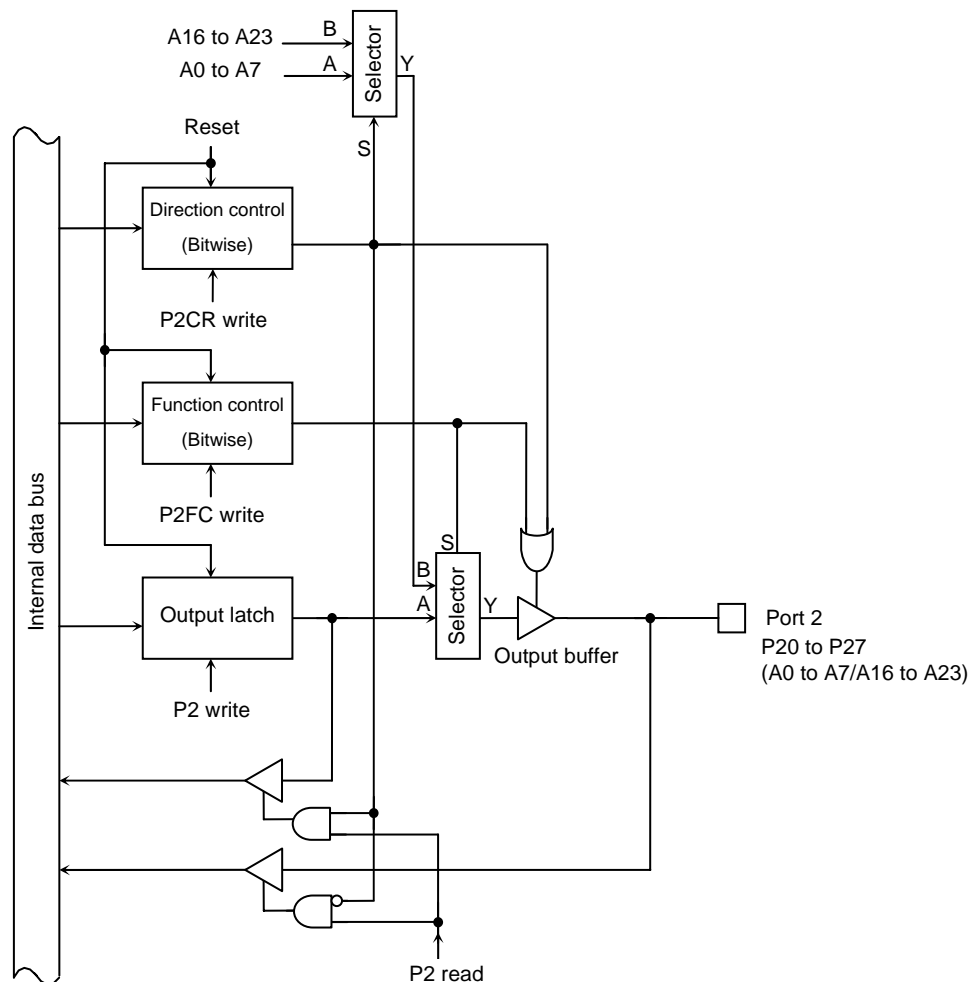 A16 to A23
B
A0 to A7
A
Selector
Y
S
Reset
Direction control
(Bitwise)
P2CR write
Function control
(Bitwise)
P2FC write
Internal data bus
Output latch
P2 write
S
B
A
Selector
Y
Output buffer
Port 2
P20 to P27
(A0 to A7/A16 to A23)
P2 read